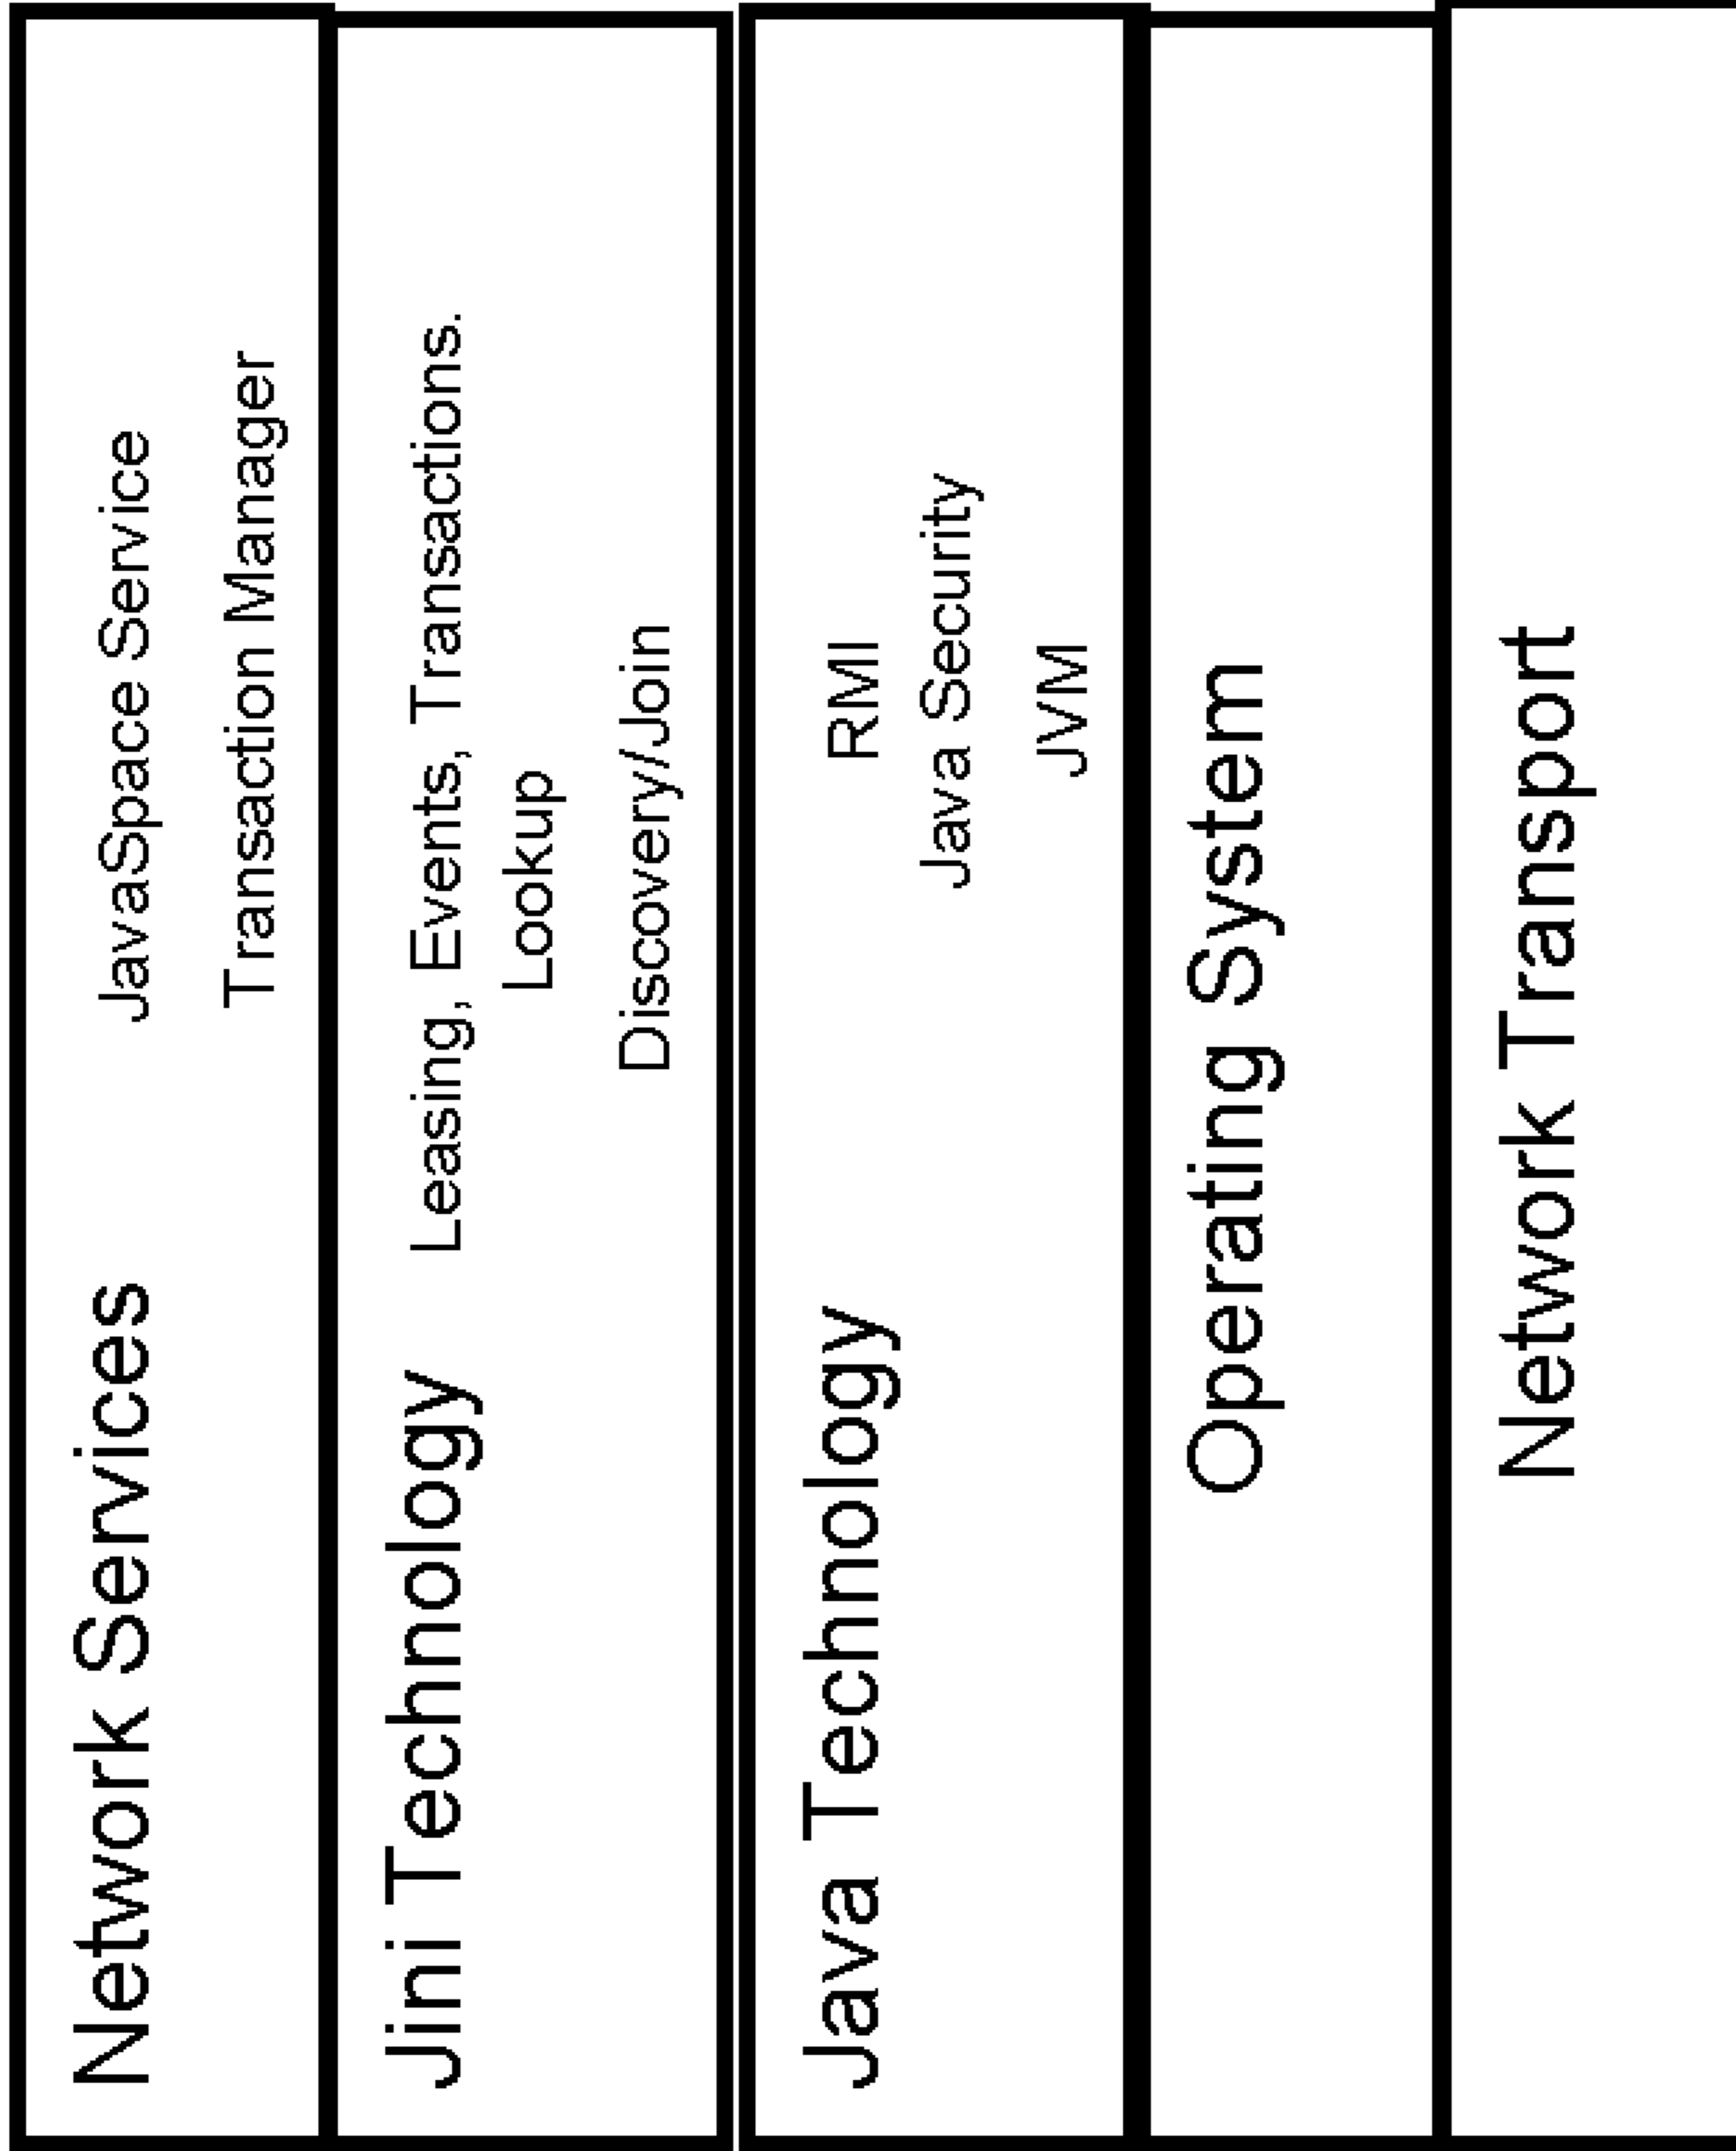 Network Services JavaSpace Service
Transaction Manager
Jini Technology Leasing, Events, Transactions.
Lookup
Discovery/Join
Java Technology RMI
Java Security
JVM
Operating System
Network Transport